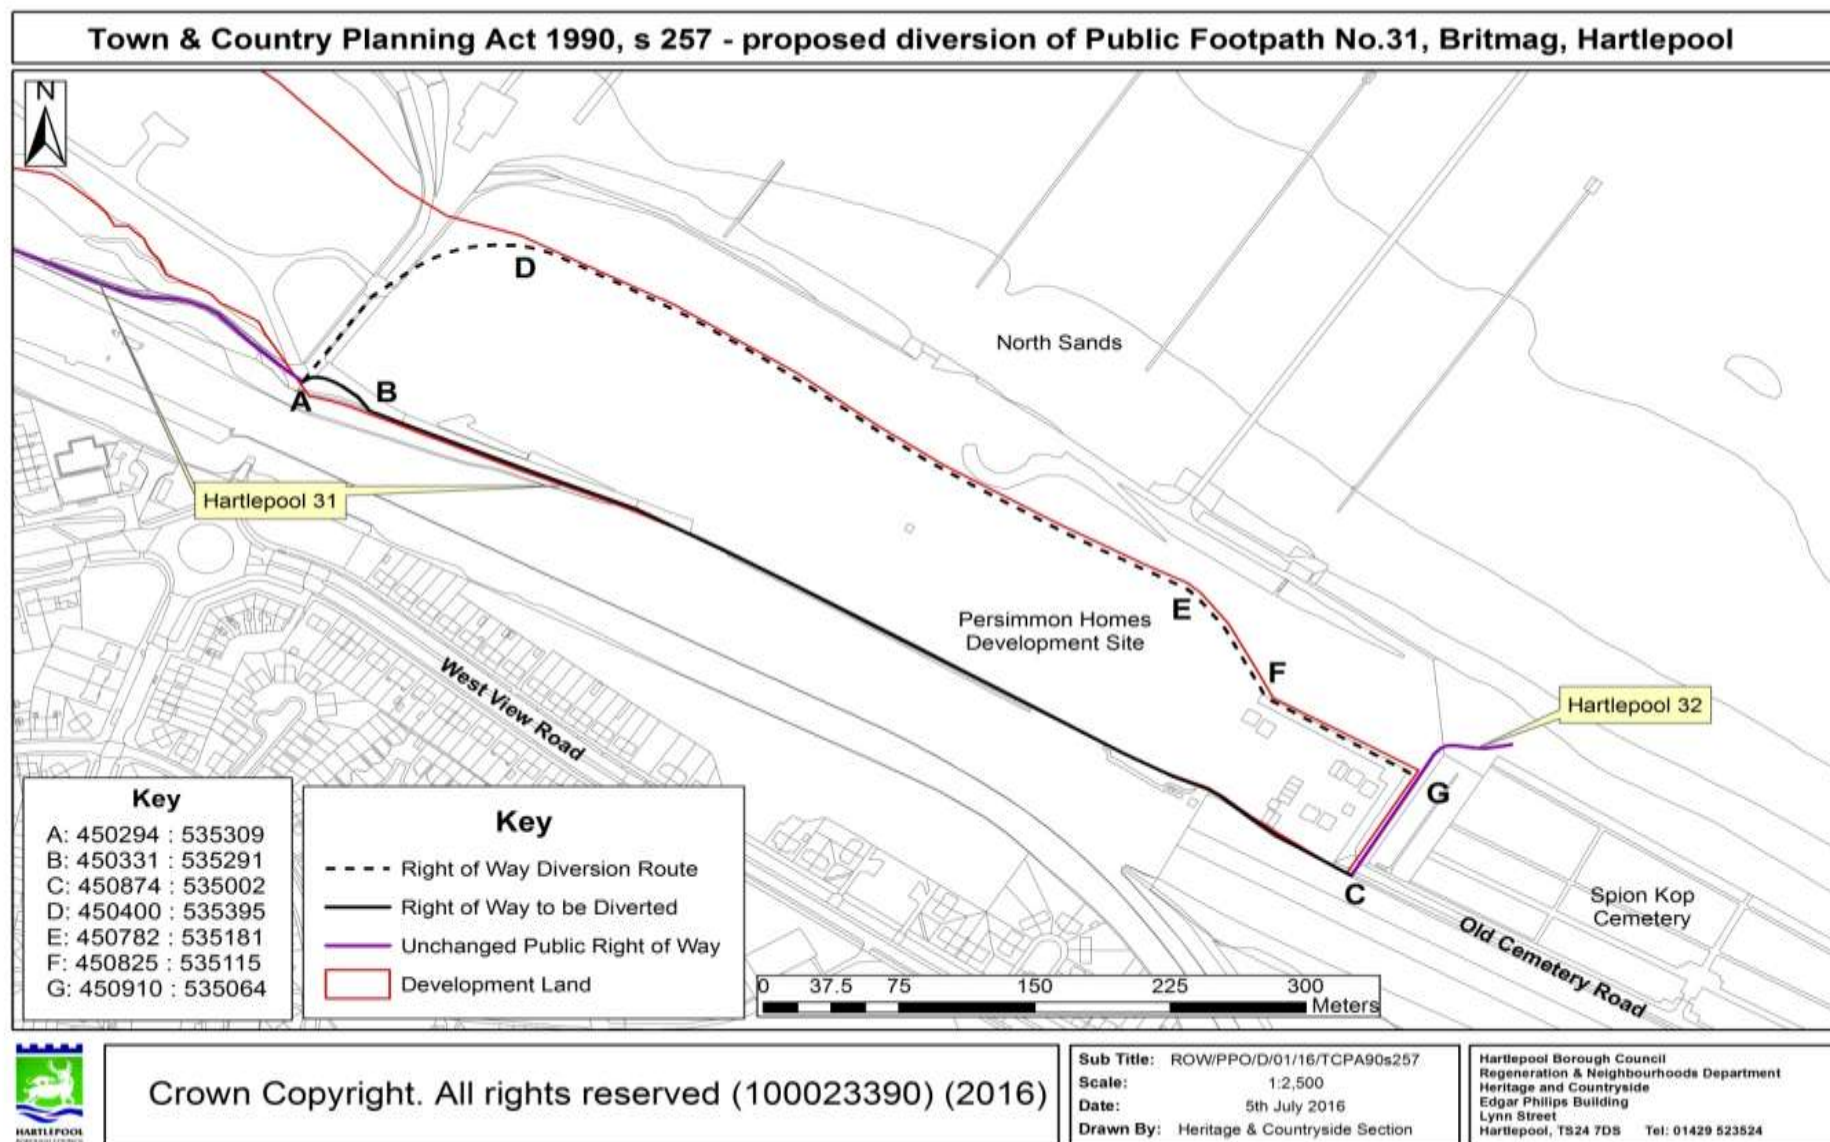 Town & Country Planning Act 1990, s 257 - proposed diversion of Public Footpath No.31, Britmag, Hartlepool
N
D
North Sands
B
A
Hartlepool 31
E
Persimmon Homes
Development Site
F
West View Road
Hartlepool 32
G
C
Spion Kop
Cemetery
Old Cemetery Road
Key
A: 450294 : 535309
B: 450331 : 535291
C: 450874 : 535002
D: 450400 : 535395
E: 450782 : 535181
F: 450825 : 535115
G: 450910 : 535064
Key
Right of Way Diversion Route
Right of Way to be Diverted
Unchanged Public Right of Way
Development Land
0 37.5 75 150 225 300
Meters
HARTLEPOOL
BOROUGH COUNCIL
Crown Copyright. All rights reserved (100023390) (2016)
Sub Title: ROW/PPO/D/01/16/TCPA90s257
Scale: 1:2,500
Date: 5th July 2016
Drawn By: Heritage & Countryside Section
Hartlepool Borough Council
Regeneration & Neighbourhoods Department
Heritage and Countryside
Edgar Philips Building
Lynn Street
Hartlepool, TS24 7DS Tel: 01429 523524